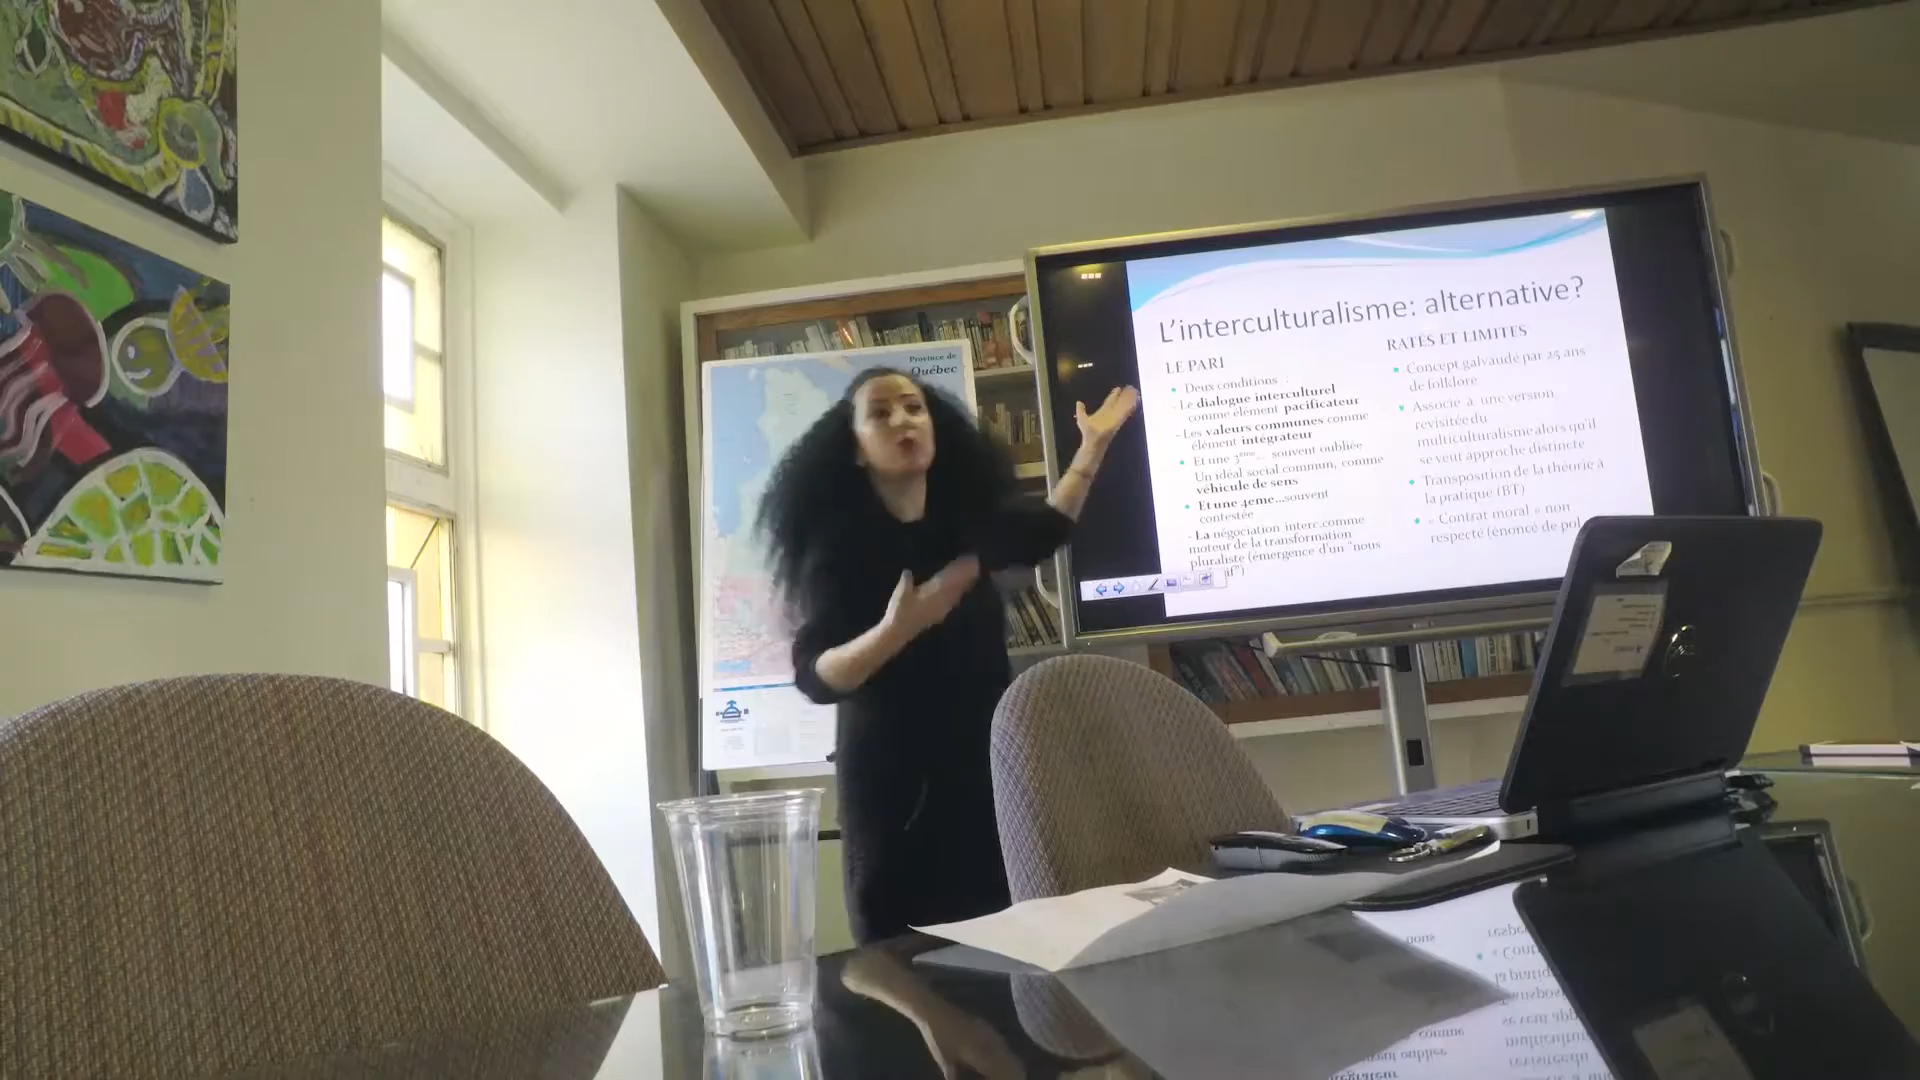 Province de
Québec
L'interculturalisme: alternative?
LE PARI
• Deux conditions :
- Le dialogue interculturel
comme élément pacificateur
- Les valeurs communes comme
élément intégrateur
• Et une 3ème... souvent oubliée
Un idéal social commun, comme
véhicule de sens
• Et une 4eme...souvent
contestée
- La négociation interc.comme
moteur de la transformation
pluraliste (émergence d'un "nous
if")
RATÉS ET LIMITES
• Concept galvaudé par 25 ans
de folklore
• Associé à une version
revisitée du
multiculturalisme alors qu'il
se veut approche distincte
• Transposition de la théorie à
la pratique (BT)
• « Contrat moral » non
respecté (énoncé de pol